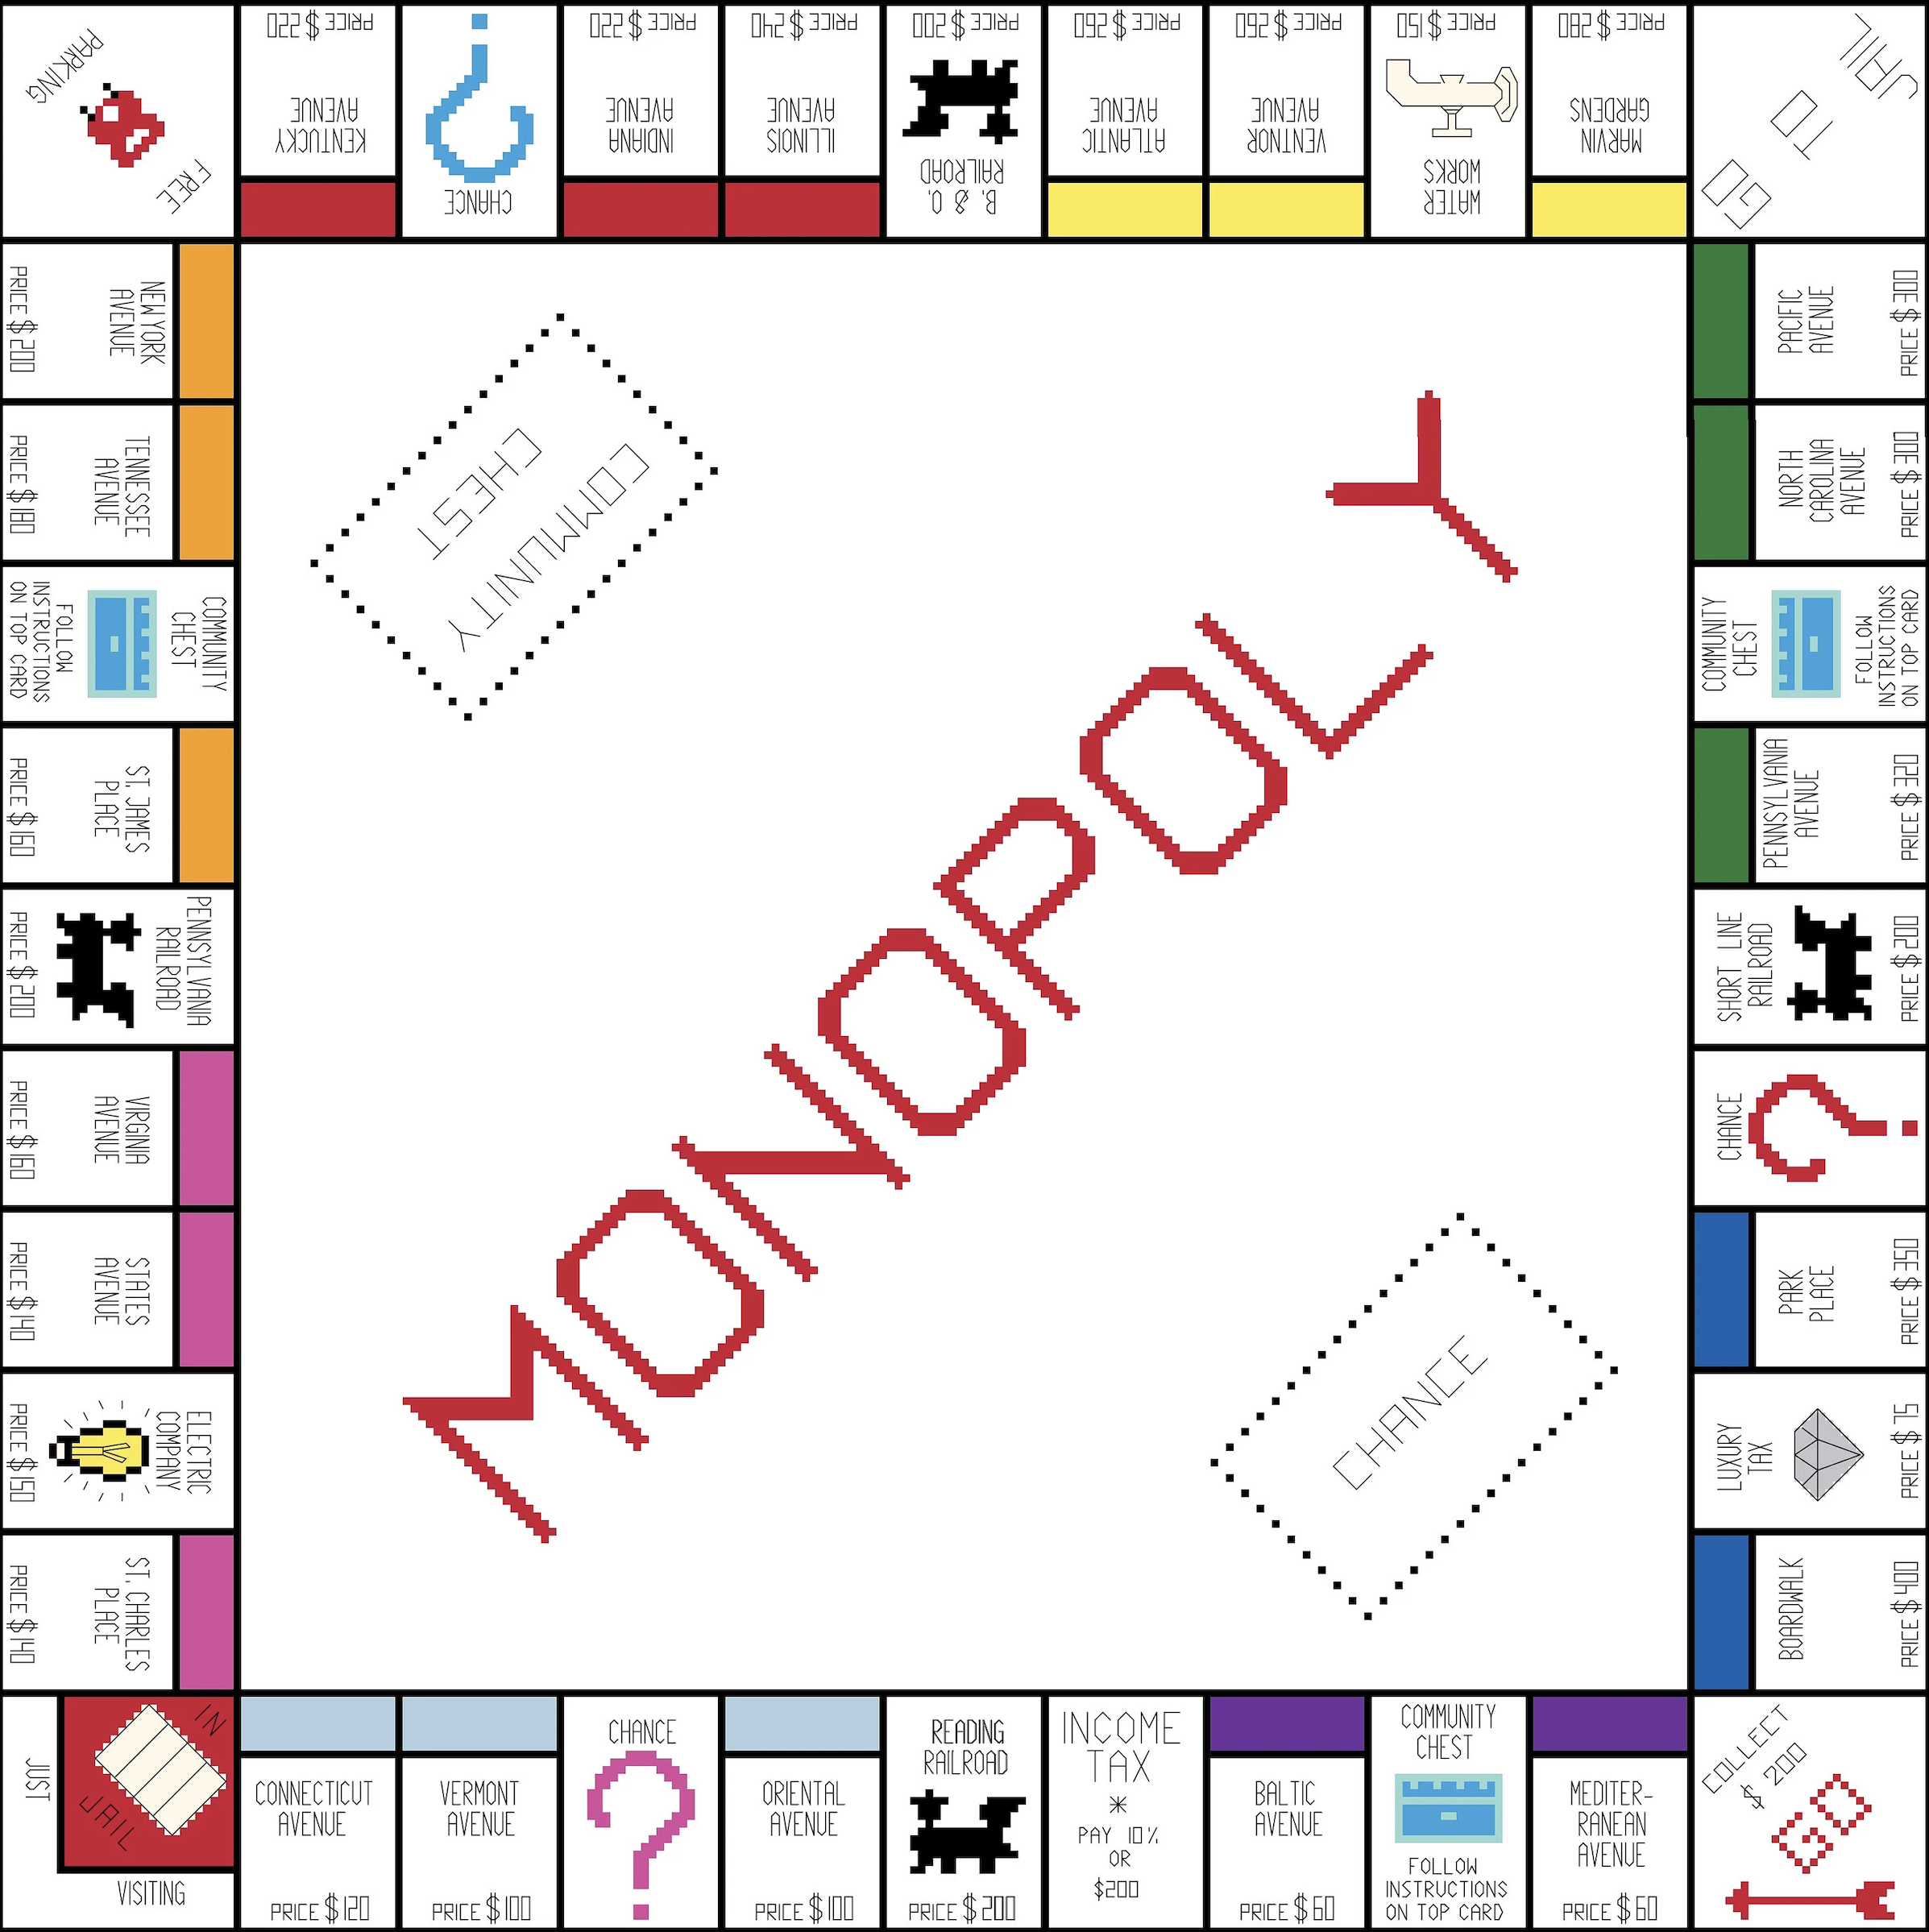 FREE
PARKING
KENTUCKY
AVENUE
PRICE $ 220
CHANCE
INDIANA
AVENUE
PRICE $ 220
ILLINOIS
AVENUE
PRICE $ 240
B. & O.
RAILROAD
PRICE $ 200
ATLANTIC
AVENUE
PRICE $ 260
VENTNOR
AVENUE
PRICE $ 260
WATER
WORKS
PRICE $ 150
MARVIN
GARDENS
PRICE $ 280
GO
TO
JAIL
PACIFIC
AVENUE
PRICE $ 300
NORTH
CAROLINA
AVENUE
PRICE $ 300
COMMUNITY
CHEST
FOLLOW
INSTRUCTIONS
ON TOP CARD
PENNSYLVANIA
AVENUE
PRICE $ 320
SHORT LINE
RAILROAD
PRICE $ 200
CHANCE
PARK
PLACE
PRICE $ 350
LUXURY
TAX
PRICE $ 75
BOARDWALK
PRICE $ 400
COLLECT
$ 200
GO
MEDITER-
RANEAN
AVENUE
PRICE $ 60
COMMUNITY
CHEST
FOLLOW
INSTRUCTIONS
ON TOP CARD
BALTIC
AVENUE
PRICE $ 60
INCOME
TAX
*
PAY 10%
OR
$200
READING
RAILROAD
PRICE $ 200
ORIENTAL
AVENUE
PRICE $ 100
CHANCE
?
VERMONT
AVENUE
PRICE $ 100
CONNECTICUT
AVENUE
PRICE $ 120
IN
JAIL
JUST
VISITING
ST. CHARLES
PLACE
PRICE $ 140
ELECTRIC
COMPANY
PRICE $ 150
STATES
AVENUE
PRICE $ 140
VIRGINIA
AVENUE
PRICE $ 160
PENNSYLVANIA
RAILROAD
PRICE $ 200
ST. JAMES
PLACE
PRICE $ 160
COMMUNITY
CHEST
FOLLOW
INSTRUCTIONS
ON TOP CARD
TENNESSEE
AVENUE
PRICE $ 180
NEW YORK
AVENUE
PRICE $ 200
COMMUNITY
CHEST
MONOPOLY
CHANCE